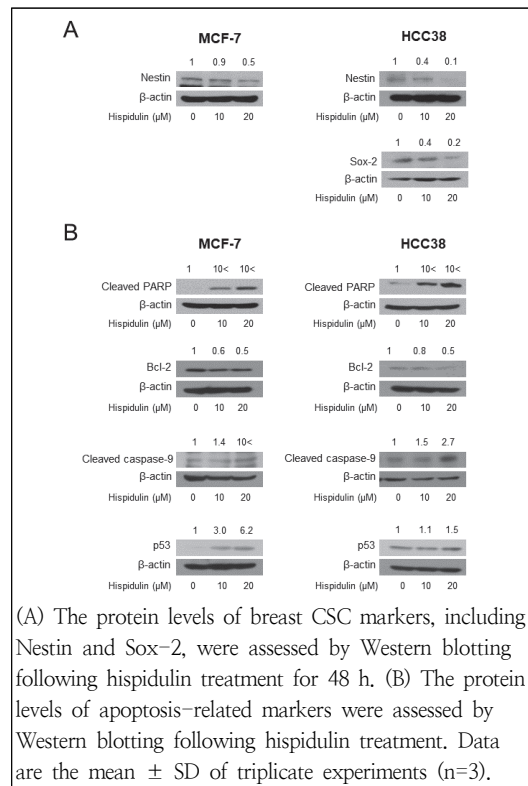 A
MCF-7
HCC38
1 0.9 0.5
Nestin
β-actin
Hispidulin (μM) 0 10 20
1 0.4 0.1
Nestin
β-actin
Hispidulin (μM) 0 10 20
1 0.4 0.2
Sox-2
β-actin
Hispidulin (μM) 0 10 20
B
MCF-7
HCC38
1 10< 10<
Cleaved PARP
β-actin
Hispidulin (μM) 0 10 20
1 10< 10<
Cleaved PARP
β-actin
Hispidulin (μM) 0 10 20
1 0.6 0.5
Bcl-2
β-actin
Hispidulin (μM) 0 10 20
1 0.8 0.5
Bcl-2
β-actin
Hispidulin (μM) 0 10 20
1 1.4 10<
Cleaved caspase-9
β-actin
Hispidulin (μM) 0 10 20
1 1.5 2.7
Cleaved caspase-9
β-actin
Hispidulin (μM) 0 10 20
1 3.0 6.2
p53
β-actin
Hispidulin (μM) 0 10 20
1 1.1 1.5
p53
β-actin
Hispidulin (μM) 0 10 20
(A) The protein levels of breast CSC markers, including
Nestin and Sox-2, were assessed by Western blotting
following hispidulin treatment for 48 h. (B) The protein
levels of apoptosis-related markers were assessed by
Western blotting following hispidulin treatment. Data
are the mean ± SD of triplicate experiments (n=3).